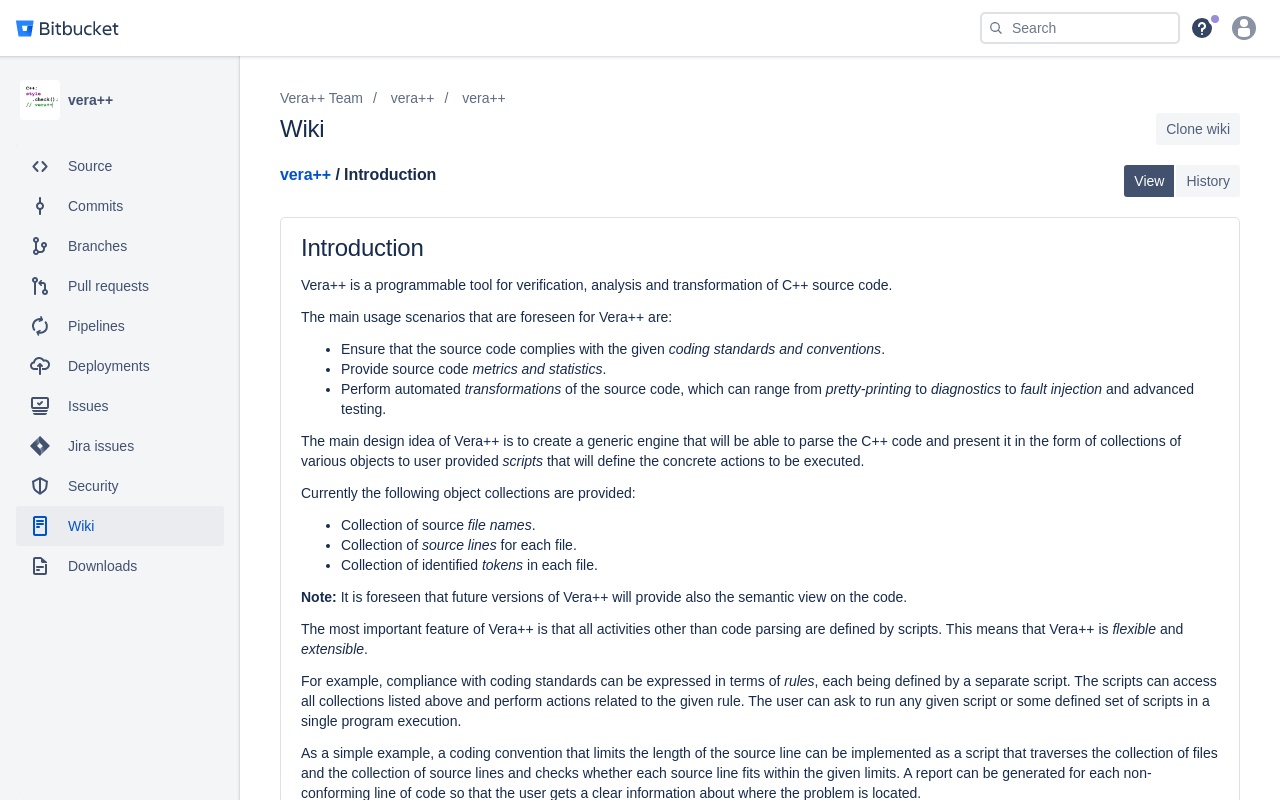 Bitbucket
Search
C++:
style
.check();
// vera++
vera++
Source
Commits
Branches
Pull requests
Pipelines
Deployments
Issues
Jira issues
Security
Wiki
Downloads
Vera++ Team / vera++ / vera++
Wiki
Clone wiki
vera++ / Introduction
View
History
Introduction
Vera++ is a programmable tool for verification, analysis and transformation of C++ source code.
The main usage scenarios that are foreseen for Vera++ are:
• Ensure that the source code complies with the given coding standards and conventions.
• Provide source code metrics and statistics.
• Perform automated transformations of the source code, which can range from pretty-printing to diagnostics to fault injection and advanced
testing.
The main design idea of Vera++ is to create a generic engine that will be able to parse the C++ code and present it in the form of collections of
various objects to user provided scripts that will define the concrete actions to be executed.
Currently the following object collections are provided:
• Collection of source file names.
• Collection of source lines for each file.
• Collection of identified tokens in each file.
Note: It is foreseen that future versions of Vera++ will provide also the semantic view on the code.
The most important feature of Vera++ is that all activities other than code parsing are defined by scripts. This means that Vera++ is flexible and
extensible.
For example, compliance with coding standards can be expressed in terms of rules, each being defined by a separate script. The scripts can access
all collections listed above and perform actions related to the given rule. The user can ask to run any given script or some defined set of scripts in a
single program execution.
As a simple example, a coding convention that limits the length of the source line can be implemented as a script that traverses the collection of files
and the collection of source lines and checks whether each source line fits within the given limits. A report can be generated for each non-
conforming line of code so that the user gets a clear information about where the problem is located.